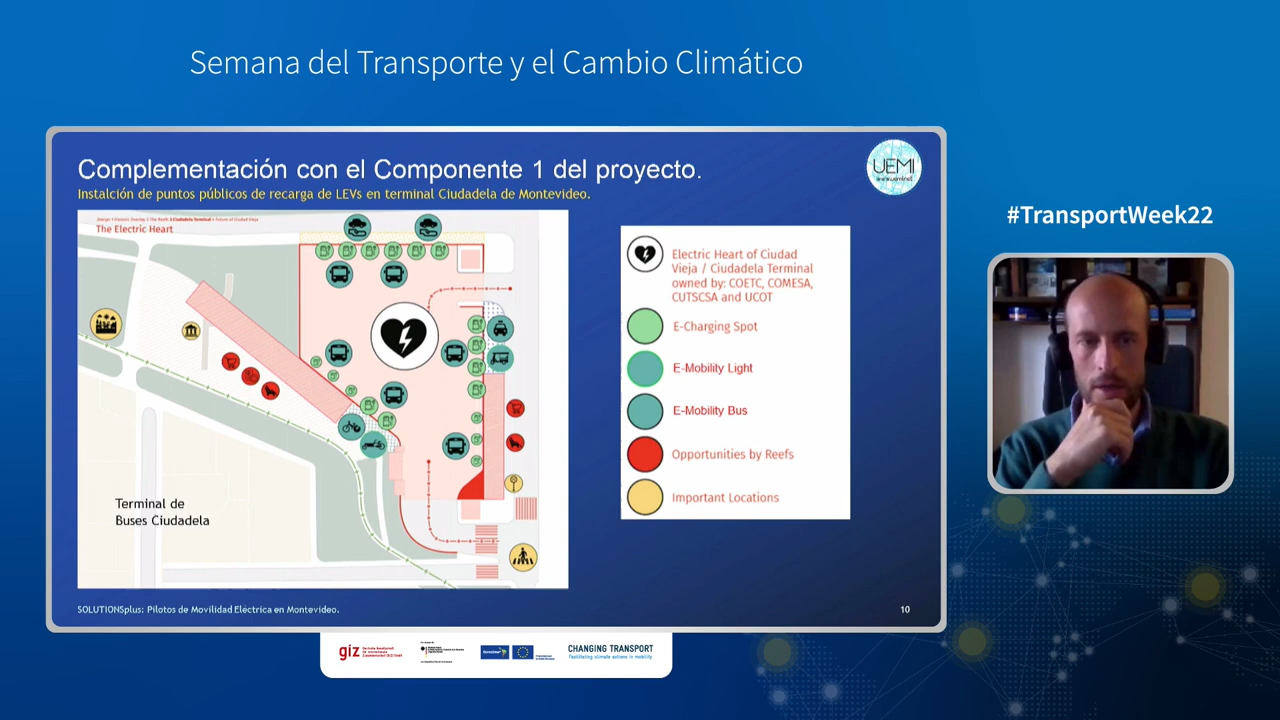 Semana del Transporte y el Cambio Climático
Complementación con el Componente 1 del proyecto.
Instalción de puntos públicos de recarga de LEVs en terminal Ciudadela de Montevideo.
UEMI
The Electric Heart
Terminal de
Buses Ciudadela
Electric Heart of Ciudad
Vieja / Ciudadela Terminal
owned by: COETC, COMESA,
CUTSCSA and UCOT
E-Charging Spot
E-Mobility Light
E-Mobility Bus
Opportunities by Reefs
Important Locations
SOLUTIONSplus: Pilotos de Movilidad Eléctrica en Montevideo.
10
#TransportWeek22
giz
CHANGING TRANSPORT
Facilitating climate actions in mobility